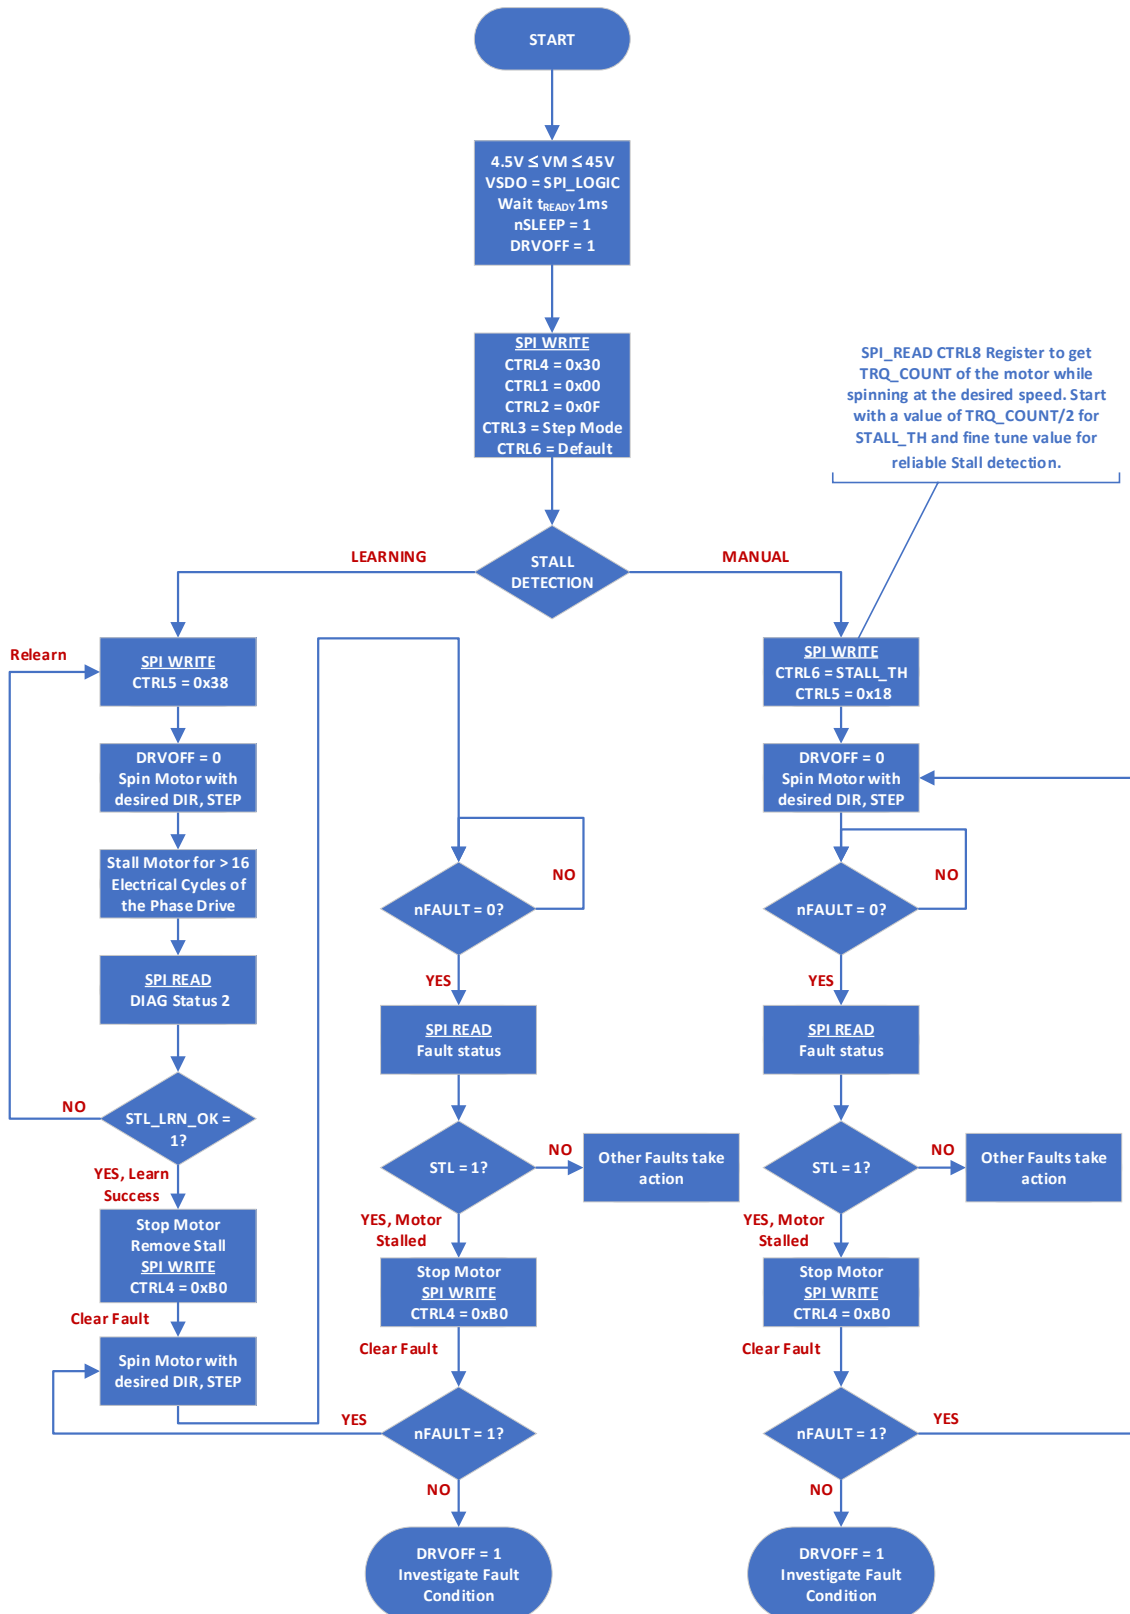 START
4.5V ≤ VM ≤ 45V
VSDO = SPI_LOGIC
Wait tREADY 1ms
nSLEEP = 1
DRVOFF = 1
SPI WRITE
CTRL4 = 0x30
CTRL1 = 0x00
CTRL2 = 0x0F
CTRL3 = Step Mode
CTRL6 = Default
SPI_READ CTRL8 Register to get
TRQ_COUNT of the motor while
spinning at the desired speed. Start
with a value of TRQ_COUNT/2 for
STALL_TH and fine tune value for
reliable Stall detection.
STALL
DETECTION
LEARNING
MANUAL
Relearn
SPI WRITE
CTRL5 = 0x38
DRVOFF = 0
Spin Motor with
desired DIR, STEP
Stall Motor for > 16
Electrical Cycles of
the Phase Drive
SPI READ
DIAG Status 2
STL_LRN_OK =
1?
NO
YES, Learn
Success
Stop Motor
Remove Stall
SPI WRITE
CTRL4 = 0xB0
Clear Fault
Spin Motor with
desired DIR, STEP
nFAULT = 0?
NO
YES
SPI READ
Fault status
STL = 1?
NO
Other Faults take
action
YES, Motor
Stalled
Stop Motor
SPI WRITE
CTRL4 = 0xB0
Clear Fault
nFAULT = 1?
YES
NO
DRVOFF = 1
Investigate Fault
Condition
SPI WRITE
CTRL6 = STALL_TH
CTRL5 = 0x18
DRVOFF = 0
Spin Motor with
desired DIR, STEP
nFAULT = 0?
NO
YES
SPI READ
Fault status
STL = 1?
NO
Other Faults take
action
YES, Motor
Stalled
Stop Motor
SPI WRITE
CTRL4 = 0xB0
Clear Fault
nFAULT = 1?
YES
NO
DRVOFF = 1
Investigate Fault
Condition